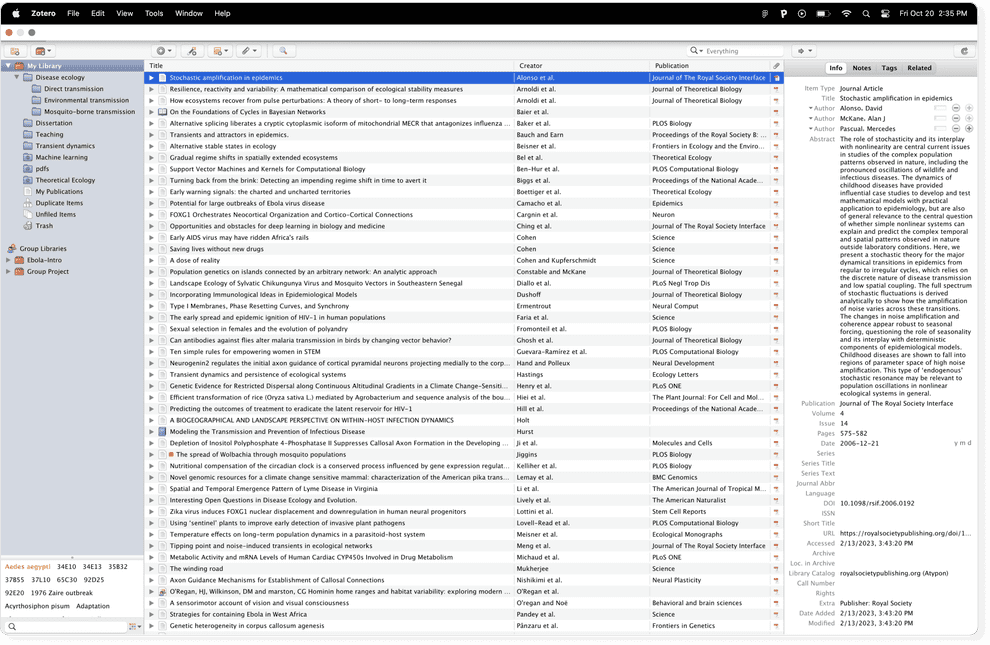 Zotero File Edit View Tools Window Help Fri Oct 20 2:35 PM
Everything
My Library
Disease ecology
Direct transmission
Environmental transmission
Mosquito-borne transmission
Dissertation
Teaching
Transient dynamics
Machine learning
pdfs
Theoretical Ecology
My Publications
Duplicate Items
Unfiled Items
Trash
Group Libraries
Ebola-Intro
Group Project
Aedes aegypti 34E10 34E13 35B32
37B55 37L10 65C30 92D25
92E20 1976 Zaire outbreak
Acyrthosiphon pisum Adaptation
Title Creator Publication
Stochastic amplification in epidemics Alonso et al. Journal of The Royal Society Interface
Resilience, reactivity and variability: A mathematical comparison of ecological stability measures Arnoldi et al. Journal of Theoretical Biology
How ecosystems recover from pulse perturbations: A theory of short- to long-term responses Arnoldi et al. Journal of Theoretical Biology
On the Foundations of Cycles in Bayesian Networks Baier et al.
Alternative splicing liberates a cryptic cytoplasmic isoform of mitochondrial MECR that antagonizes influenza ... Baker et al. PLOS Biology
Transients and attractors in epidemics. Bauch and Earn Proceedings of the Royal Society B: ...
Alternative stable states in ecology Beisner et al. Frontiers in Ecology and the Enviro...
Gradual regime shifts in spatially extended ecosystems Bel et al. Theoretical Ecology
Support Vector Machines and Kernels for Computational Biology Ben-Hur et al. PLOS Computational Biology
Turning back from the brink: Detecting an impending regime shift in time to avert it Biggs et al. Proceedings of the National Acade...
Early warning signals: the charted and uncharted territories Boettiger et al. Theoretical Ecology
Potential for large outbreaks of Ebola virus disease Camacho et al. Epidemics
FOXG1 Orchestrates Neocortical Organization and Cortico-Cortical Connections Cargnin et al. Neuron
Opportunities and obstacles for deep learning in biology and medicine Ching et al. Journal of The Royal Society Interface
Early AIDS virus may have ridden Africa's rails Cohen Science
Saving lives without new drugs Cohen Science
A dose of reality Cohen and Kupferschmidt Science
Population genetics on islands connected by an arbitrary network: An analytic approach Constable and McKane Journal of Theoretical Biology
Landscape Ecology of Sylvatic Chikungunya Virus and Mosquito Vectors in Southeastern Senegal Diallo et al. PLoS Negl Trop Dis
Incorporating Immunological Ideas in Epidemiological Models Dushoff Journal of Theoretical Biology
Type I Membranes, Phase Resetting Curves, and Synchrony Ermentrout Neural Comput
The early spread and epidemic ignition of HIV-1 in human populations Faria et al. Science
Sexual selection in females and the evolution of polyandry Fromonteil et al. PLOS Biology
Can antibodies against flies alter malaria transmission in birds by changing vector behavior? Ghosh et al. Journal of Theoretical Biology
Ten simple rules for empowering women in STEM Guevara-Ramírez et al. PLOS Computational Biology
Neurogenin2 regulates the initial axon guidance of cortical pyramidal neurons projecting medially to the corp... Hand and Polleux Neural Development
Transient dynamics and persistence of ecological systems Hastings Ecology Letters
Genetic Evidence for Restricted Dispersal along Continuous Altitudinal Gradients in a Climate Change-Sensiti... Henry et al. PLoS ONE
Efficient transformation of rice (Oryza sativa L.) mediated by Agrobacterium and sequence analysis of the bou... Hiei et al. The Plant Journal: For Cell and Mol...
Predicting the outcomes of treatment to eradicate the latent reservoir for HIV-1 Hill et al. Proceedings of the National Acade...
A BIOGEOGRAPHICAL AND LANDSCAPE PERSPECTIVE ON WITHIN-HOST INFECTION DYNAMICS Holt
Modeling the Transmission and Prevention of Infectious Disease Hurst
Depletion of Inositol Polyphosphate 4-Phosphatase II Suppresses Callosal Axon Formation in the Developing ... Ji et al. Molecules and Cells
The spread of Wolbachia through mosquito populations Jiggins PLOS Biology
Nutritional compensation of the circadian clock is a conserved process influenced by gene expression regulat... Kelliher et al. PLOS Biology
Novel genomic resources for a climate change sensitive mammal: characterization of the American pika trans... Lemay et al. BMC Genomics
Spatial and Temporal Emergence Pattern of Lyme Disease in Virginia Li et al. The American Journal of Tropical M...
Interesting Open Questions in Disease Ecology and Evolution. Lively et al. The American Naturalist
Zika virus induces FOXG1 nuclear displacement and downregulation in human neural progenitors Lottini et al. Stem Cell Reports
Using 'sentinel' plants to improve early detection of invasive plant pathogens Lovell-Read et al. PLOS Computational Biology
Temperature effects on long-term population dynamics in a parasitoid-host system Meisner et al. Ecological Monographs
Tipping point and noise-induced transients in ecological networks Meng et al. Journal of The Royal Society Interface
Metabolic Activity and mRNA Levels of Human Cardiac CYP450s Involved in Drug Metabolism Michaud et al. PLoS ONE
The winding road Mukherjee Science
Axon Guidance Mechanisms for Establishment of Callosal Connections Nishikimi et al. Neural Plasticity
O'Regan, HJ, Wilkinson, DM and marston, CG Hominin home ranges and habitat variability: exploring modern ... O'Regan et al.
A sensorimotor account of vision and visual consciousness O'regan and Noë Behavioral and brain sciences
Strategies for containing Ebola in West Africa Pandey et al. Science
Genetic heterogeneity in corpus callosum agenesis Pânzaru et al. Frontiers in Genetics
Info Notes Tags Related
Item Type Journal Article
Title Stochastic amplification in epidemics
Author Alonso, David
Author McKane, Alan J
Author Pascual, Mercedes
Abstract The role of stochasticity and its interplay
with nonlinearity are central current issues
in studies of the complex population
patterns observed in nature, including the
pronounced oscillations of wildlife and
infectious diseases. The dynamics of
childhood diseases have provided
influential case studies to develop and test
mathematical models with practical
application to epidemiology, but are also
of general relevance to the central question
of whether simple nonlinear systems can
explain and predict the complex temporal
and spatial patterns observed in nature
outside laboratory conditions. Here, we
present a stochastic theory for the major
dynamical transitions in epidemics from
regular to irregular cycles, which relies on
the discrete nature of disease transmission
and low spatial coupling. The full spectrum
of stochastic fluctuations is derived
analytically to show how the amplification
of noise varies across these transitions.
The changes in noise amplification and
coherence appear robust to seasonal
forcing, questioning the role of seasonality
and its interplay with deterministic
components of epidemiological models.
Childhood diseases are shown to fall into
regions of parameter space of high noise
amplification. This type of 'endogenous'
stochastic resonance may be relevant to
population oscillations in nonlinear
ecological systems in general.
Publication Journal of The Royal Society Interface
Volume 4
Issue 14
Pages 575-582
Date 2006-12-21 y m d
Series
Series Title
Series Text
Journal Abbr
Language
DOI 10.1098/rsif.2006.0192
ISSN
Short Title
URL https://royalsocietypublishing.org/doi/1...
Accessed 2/13/2023, 3:43:20 PM
Archive
Loc. in Archive
Library Catalog royalsocietypublishing.org (Atypon)
Call Number
Rights
Extra Publisher: Royal Society
Date Added 2/13/2023, 3:43:20 PM
Modified 2/13/2023, 3:43:20 PM